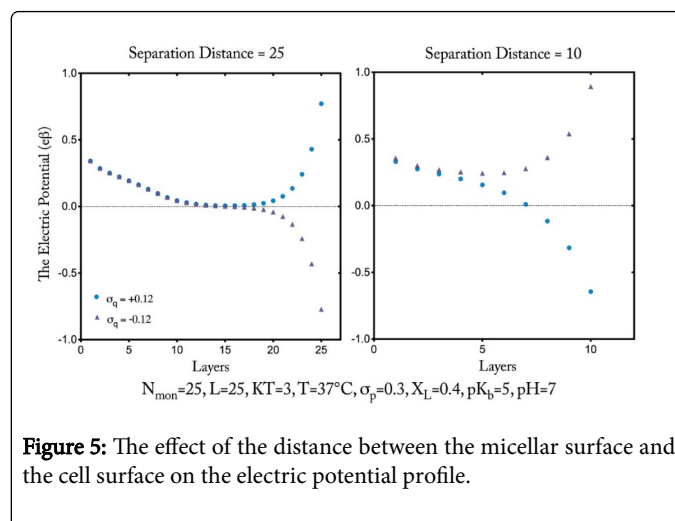 Separation Distance = 25
Separation Distance = 10
The Electric Potential (eβ)
1.0
0.5
0.0
-0.5
-1.0
σq = +0.12
σq = -0.12
0 5 10 15 20 25
Layers
1.0
0.5
0.0
-0.5
-1.0
0 5 10
Layers
Nmon=25, L=25, KT=3, T=37°C, σp=0.3, XL=0.4, pKb=5, pH=7
Figure 5: The effect of the distance between the micellar surface and
the cell surface on the electric potential profile.